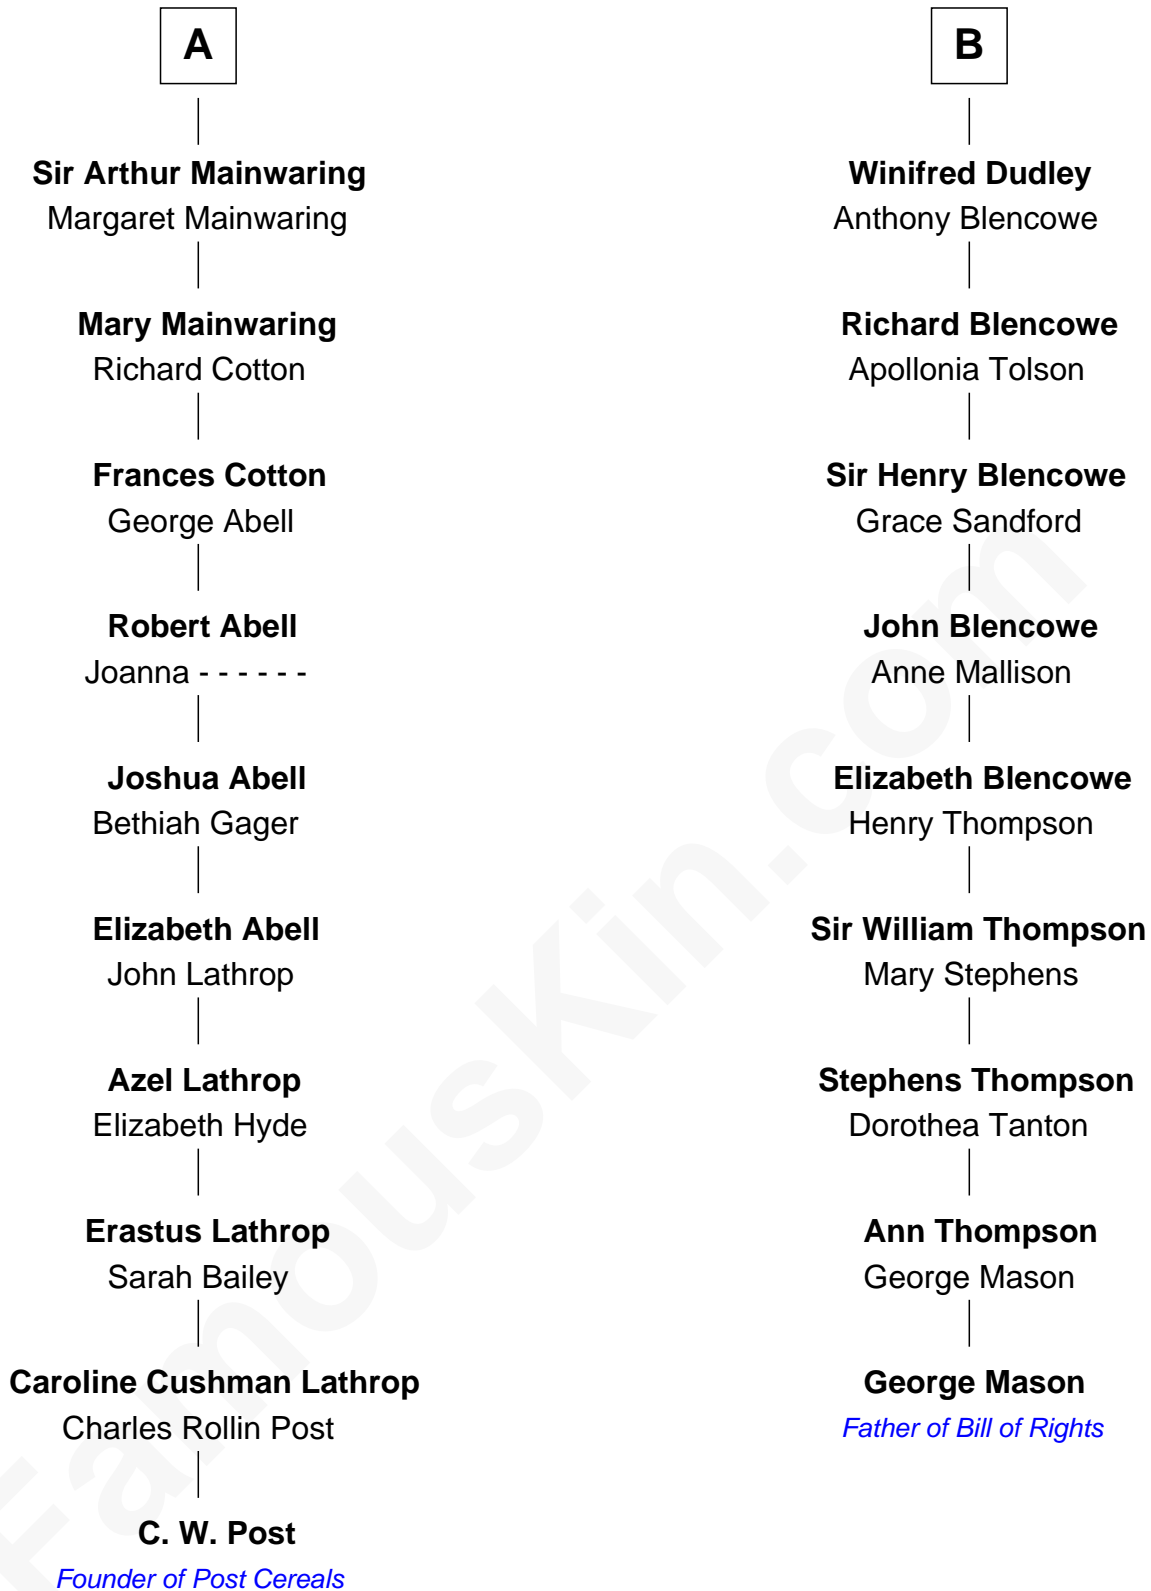 A
Sir Arthur Mainwaring
Margaret Mainwaring
Mary Mainwaring
Richard Cotton
Frances Cotton
George Abell
Robert Abell
Joanna - - - - - -
Joshua Abell
Bethiah Gager
Elizabeth Abell
John Lathrop
Azel Lathrop
Elizabeth Hyde
Erastus Lathrop
Sarah Bailey
Caroline Cushman Lathrop
Charles Rollin Post
C. W. Post
Founder of Post Cereals
B
Winifred Dudley
Anthony Blencowe
Richard Blencowe
Apollonia Tolson
Sir Henry Blencowe
Grace Sandford
John Blencowe
Anne Mallison
Elizabeth Blencowe
Henry Thompson
Sir William Thompson
Mary Stephens
Stephens Thompson
Dorothea Tanton
Ann Thompson
George Mason
George Mason
Father of Bill of Rights
FamousKin.com